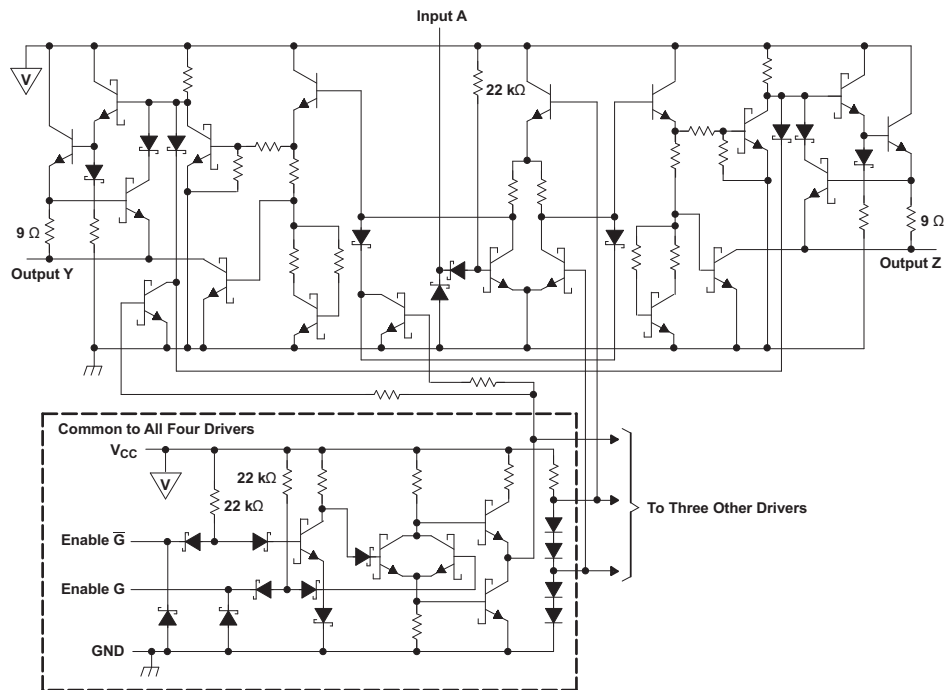 Input A
V
22 kΩ
9 Ω
9 Ω
Output Y
Output Z
Common to All Four Drivers
VCC
V
22 kΩ
22 kΩ
To Three Other Drivers
Enable G̅
Enable G
GND